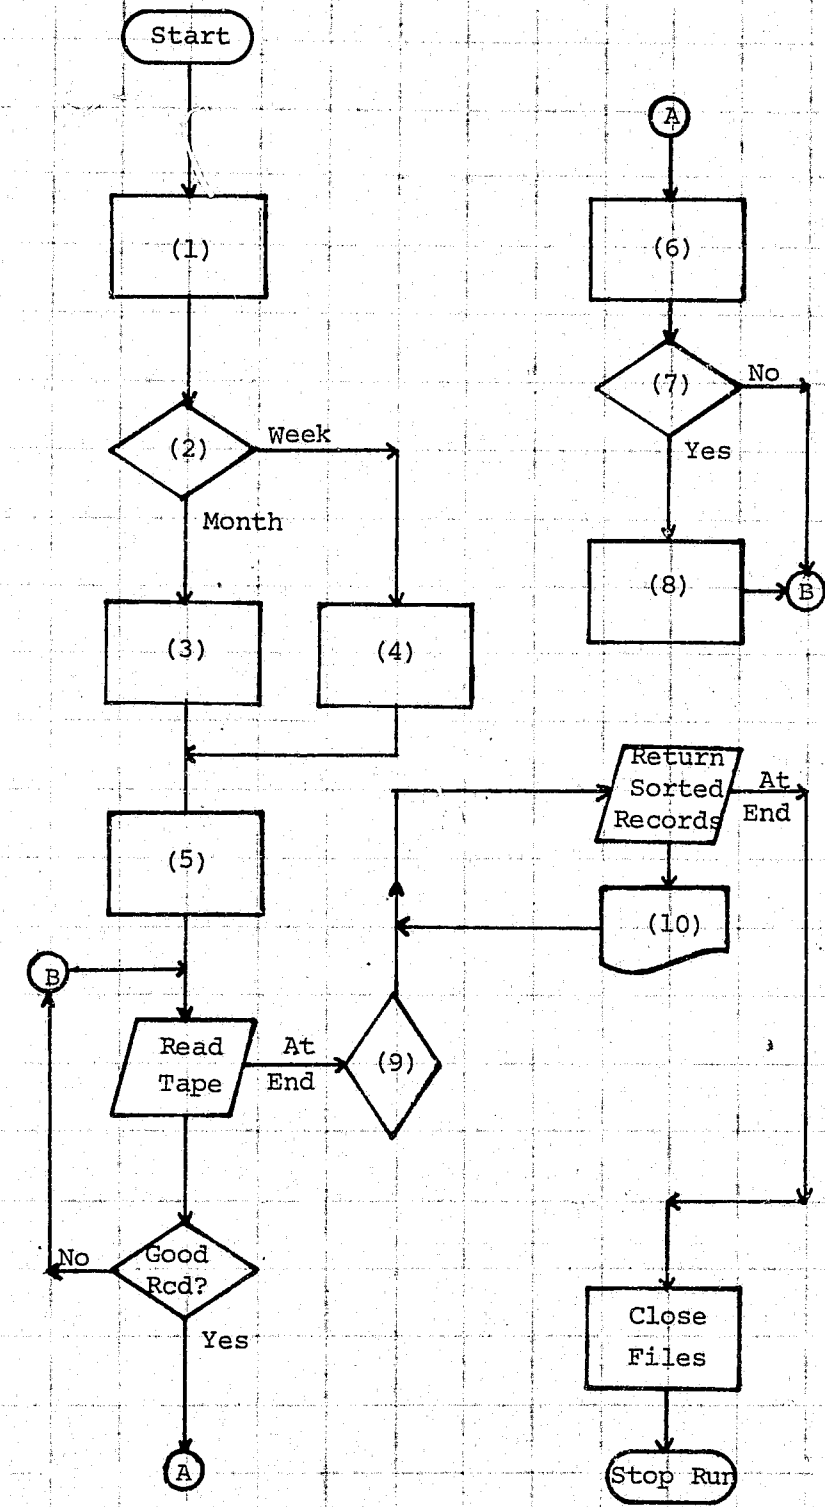 Start
(1)
(2)
Week
Month
(3)
(4)
(5)
B
Read
Tape
At
End
(9)
Good
Rcd?
No
Yes
A
A
(6)
(7)
No
Yes
(8)
B
Return
Sorted
Records
At
End
(10)
Close
Files
Stop Run